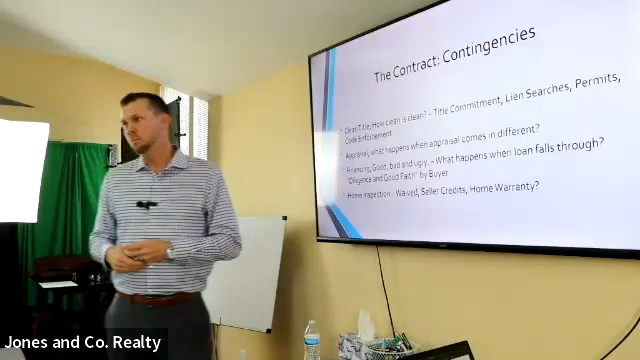 The Contract: Contingencies
Clean Title, How clean is clean? – Title Commitment, Lien Searches, Permits,
Code Enforcement
Appraisal, what happens when appraisal comes in different?
Financing; Good, bad and ugly. – What happens when loan falls through?
"Diligence and Good Faith" by Buyer
Home Inspection – Waived, Seller Credits, Home Warranty?
Jones and Co. Realty